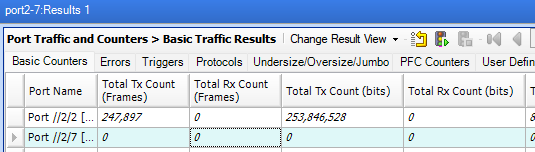 port2-7:Results 1
Port Traffic and Counters > Basic Traffic Results Change Result View
Basic Counters Errors Triggers Protocols Undersize/Oversize/Jumbo PFC Counters User Defin
Port Name Total Tx Count (Frames) Total Rx Count (Frames) Total Tx Count (bits) Total Rx Count (bits)
Port //2/2 [... 247,897 0 253,846,528 0 8
Port //2/7 [... 0 0 0 0 0